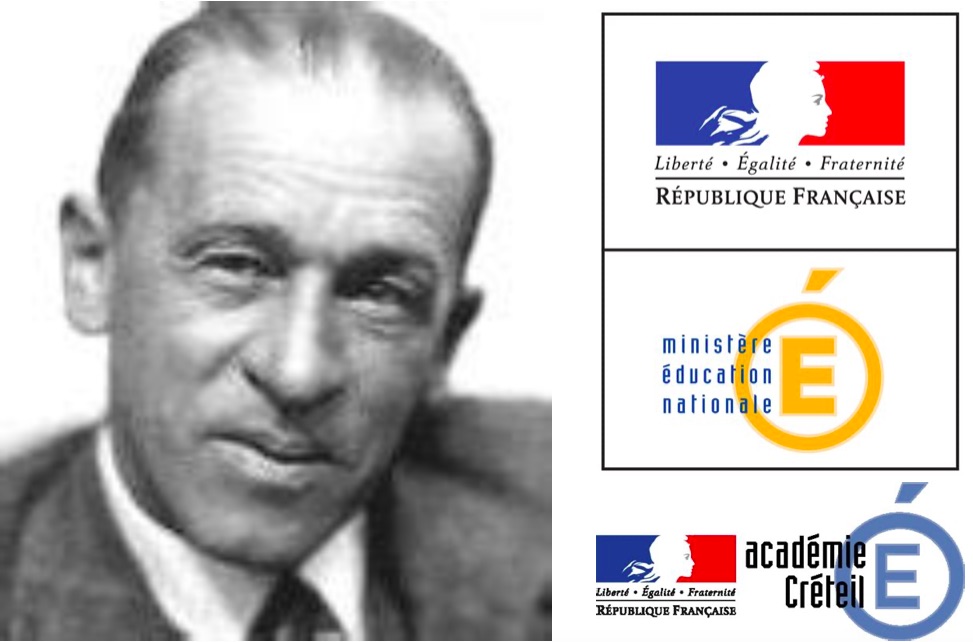 Liberté • Égalité • Fraternité
RÉPUBLIQUE FRANÇAISE
ministère
éducation
nationale
É
académie
Créteil
É
Liberté • Égalité • Fraternité
RÉPUBLIQUE FRANÇAISE